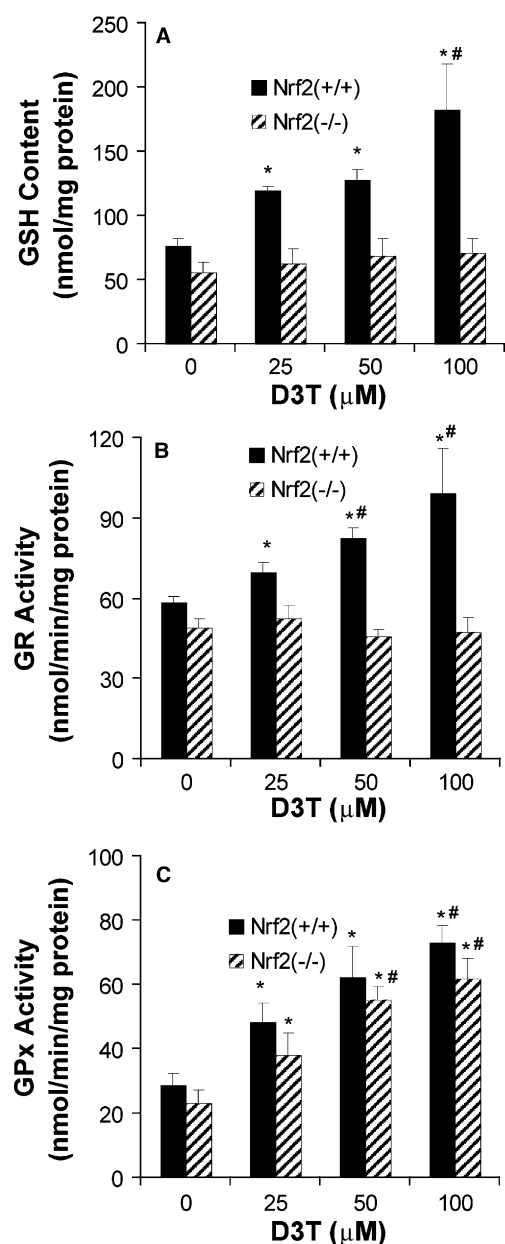 A
Nrf2(+/+)
Nrf2(-/-)
GSH Content
(nmol/mg protein)
250
200
150
100
50
0
* * *#
0 25 50 100
D3T (μM)
B
Nrf2(+/+)
Nrf2(-/-)
GR Activity
(nmol/min/mg protein)
120
90
60
30
0
* *# *#
0 25 50 100
D3T (μM)
C
Nrf2(+/+)
Nrf2(-/-)
GPx Activity
(nmol/min/mg protein)
100
80
60
40
20
0
* * * *# *# *#
0 25 50 100
D3T (μM)